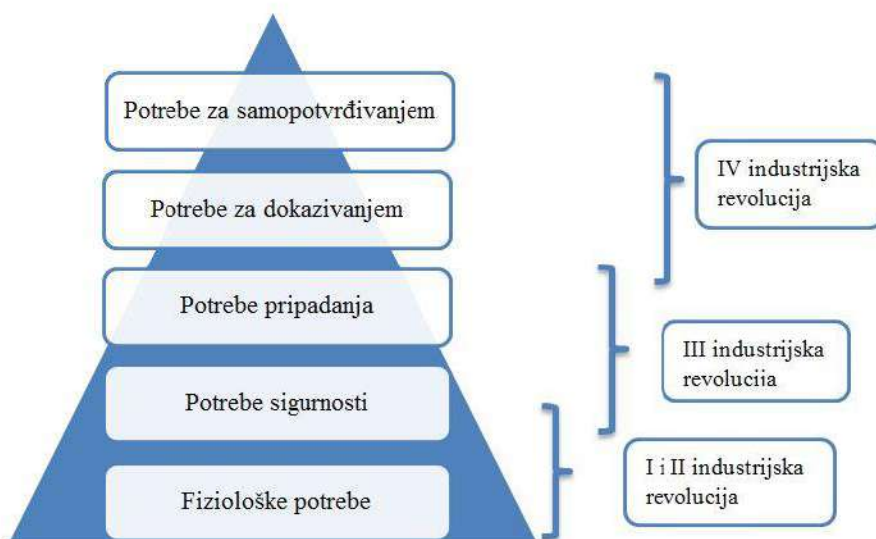 Potrebe za samopotvrđivanjem
Potrebe za dokazivanjem
Potrebe pripadanja
Potrebe sigurnosti
Fiziološke potrebe
IV industrijska
revolucija
III industrijska
revolucija
I i II industrijska
revolucija